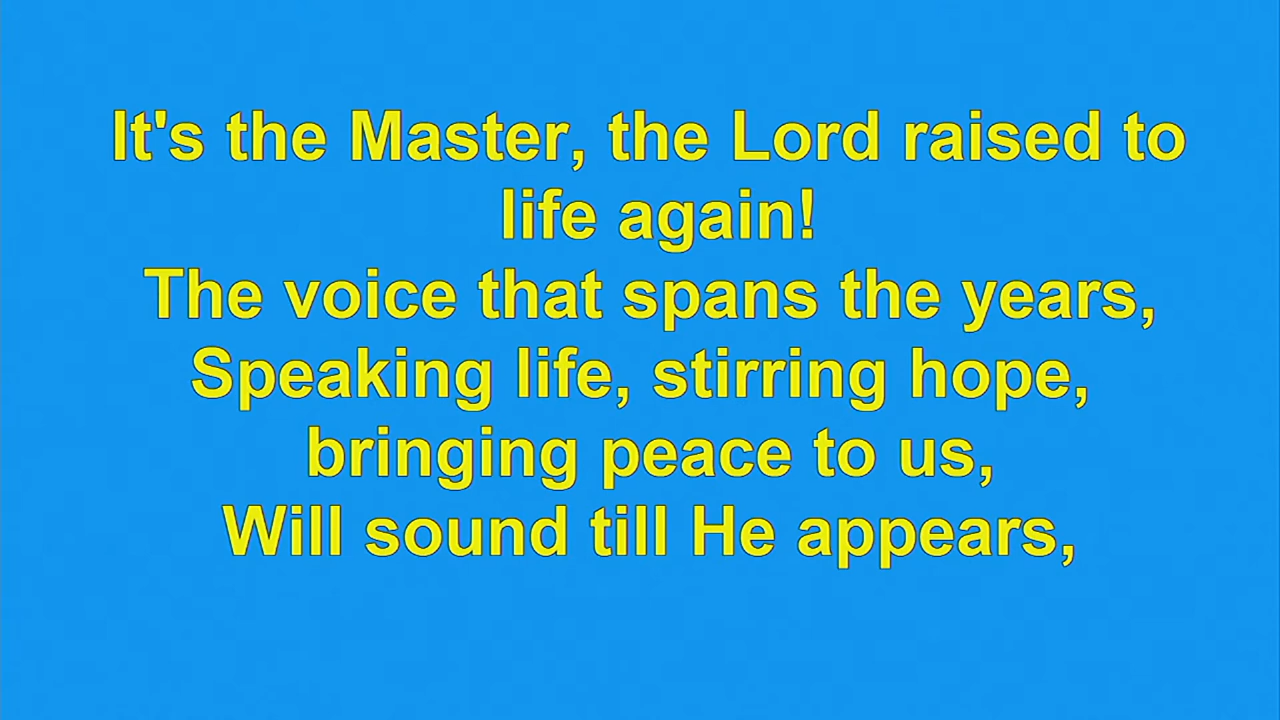 It's the Master, the Lord raised to
life again!
The voice that spans the years,
Speaking life, stirring hope,
bringing peace to us,
Will sound till He appears,